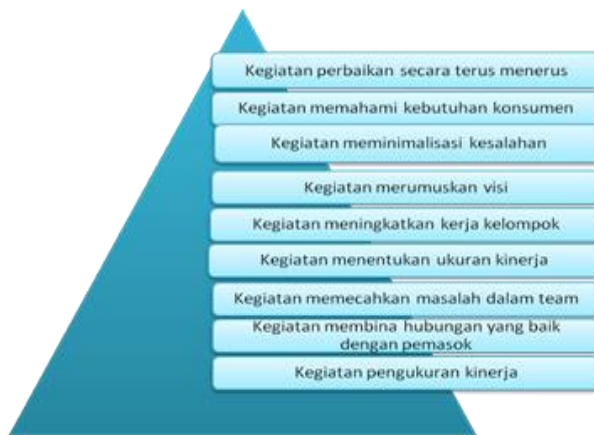 Kegiatan perbaikan secara terus menerus
Kegiatan memahami kebutuhan konsumen
Kegiatan meminimalisasi kesalahan
Kegiatan merumuskan visi
Kegiatan meningkatkan kerja kelompok
Kegiatan menentukan ukuran kinerja
Kegiatan memecahkan masalah dalam team
Kegiatan membina hubungan yang baik
dengan pemasok
Kegiatan pengukuran kinerja